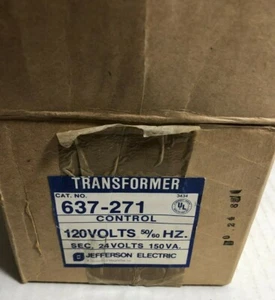 TRANSFORMER
CAT. NO.
637-271
CONTROL
120VOLTS 50/60 HZ.
SEC. 24VOLTS 150VA.
JEFFERSON ELECTRIC